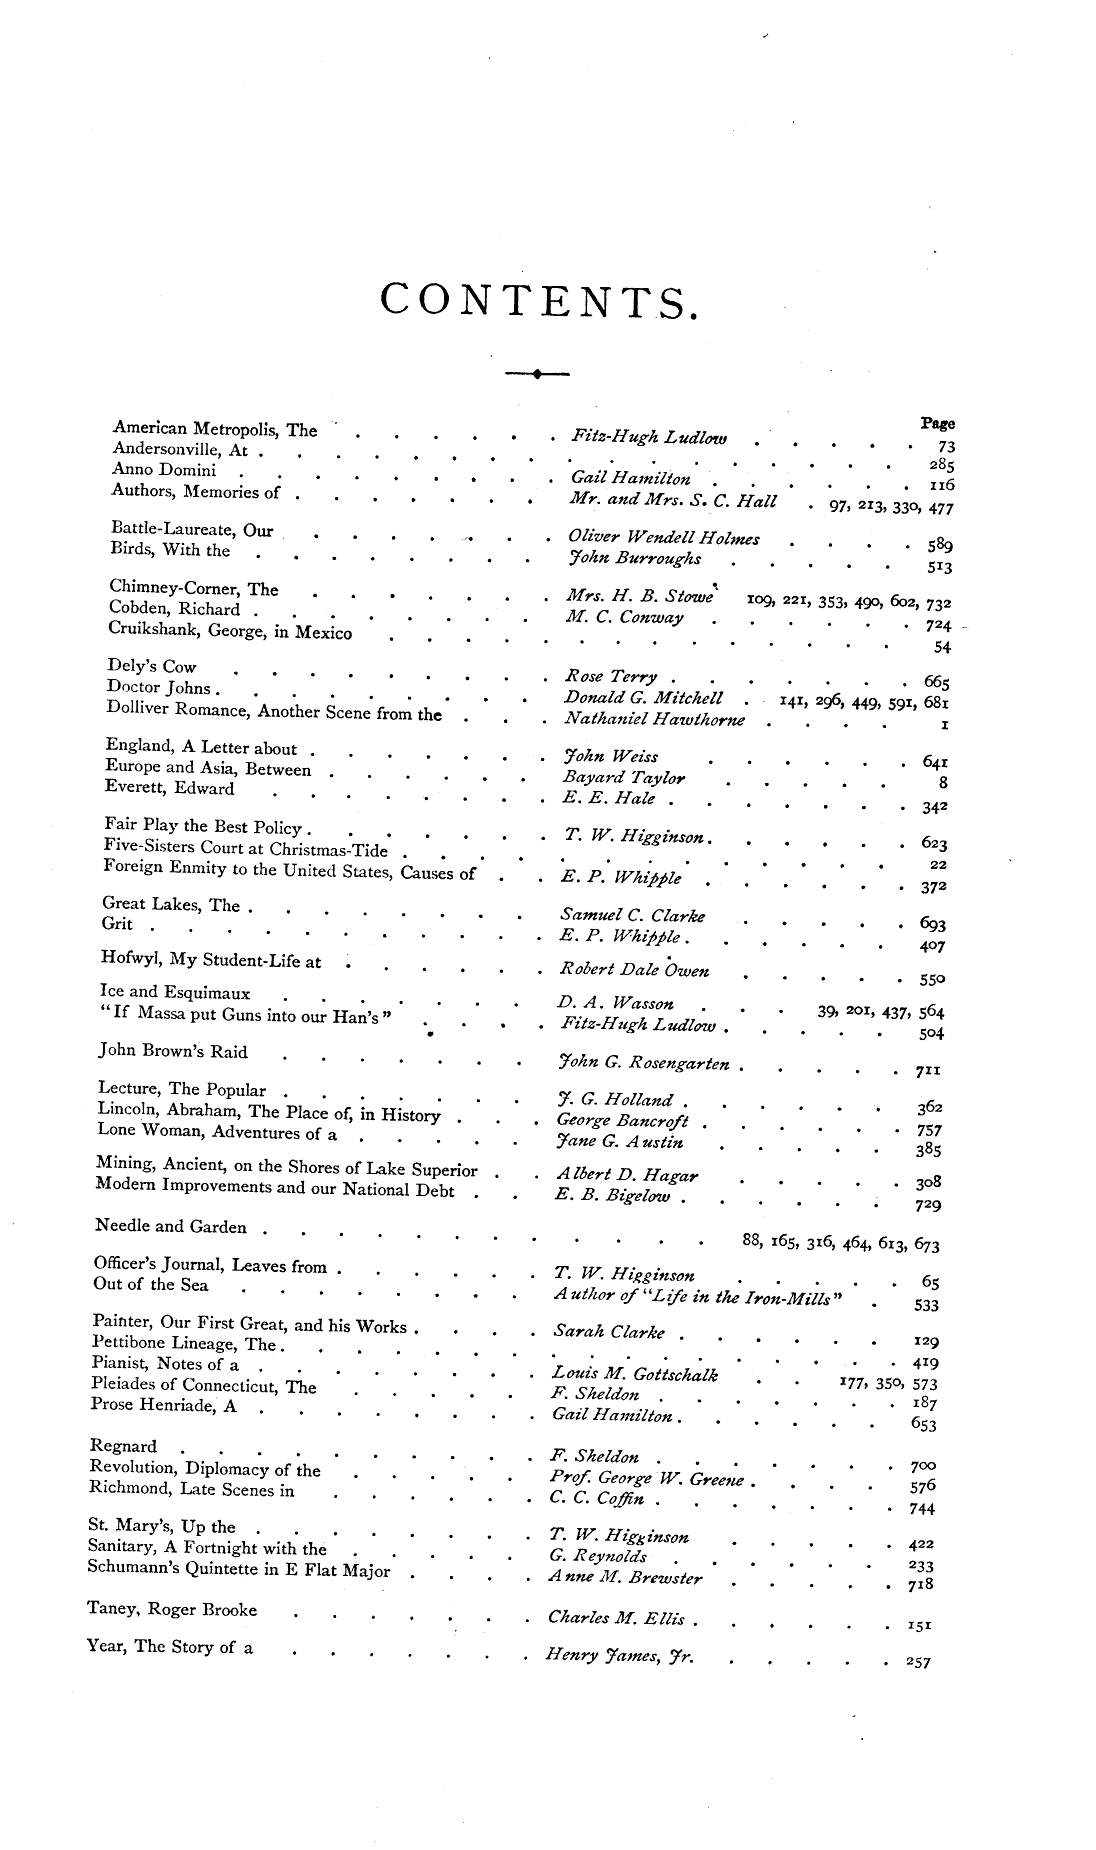 CONTENTS.
Page
American Metropolis, The . . . . . . Fitz-Hugh Ludlow . . . . . 73
Andersonville, At . . . . . . . . . . . . . . . . . 285
Anno Domini . . . . . . . . . Gail Hamilton . . . . . . 116
Authors, Memories of . . . . . . . Mr. and Mrs. S. C. Hall . 97, 213, 330, 477
Battle-Laureate, Our . . . . . . . Oliver Wendell Holmes . . . . 589
Birds, With the . . . . . . . . John Burroughs . . . . . 513
Chimney-Corner, The . . . . . . . Mrs. H. B. Stowe 109, 221, 353, 490, 602, 732
Cobden, Richard . . . . . . . . M. C. Conway . . . . . . 724
Cruikshank, George, in Mexico . . . . . . . . . . . . . . 54
Dely's Cow . . . . . . . . . Rose Terry . . . . . . . 665
Doctor Johns . . . . . . . . . Donald G. Mitchell . 141, 296, 449, 591, 681
Dolliver Romance, Another Scene from the . . . Nathaniel Hawthorne . . . . 1
England, A Letter about . . . . . . . John Weiss . . . . . . 641
Europe and Asia, Between . . . . . . Bayard Taylor . . . . . 8
Everett, Edward . . . . . . . . E. E. Hale . . . . . . . 342
Fair Play the Best Policy . . . . . . . T. W. Higginson . . . . . . 623
Five-Sisters Court at Christmas-Tide . . . . . . . . . . . . . 22
Foreign Enmity to the United States, Causes of . . E. P. Whipple . . . . . . 372
Great Lakes, The . . . . . . . . Samuel C. Clarke . . . . . 693
Grit . . . . . . . . . . . E. P. Whipple . . . . . . 407
Hofwyl, My Student-Life at . . . . . . Robert Dale Owen . . . . . 550
Ice and Esquimaux . . . . . . . D. A. Wasson . . . 39, 201, 437, 564
"If Massa put Guns into our Han's" . . . . Fitz-Hugh Ludlow . . . . . 504
John Brown's Raid . . . . . . . John G. Rosengarten . . . . . 711
Lecture, The Popular . . . . . . . J. G. Holland . . . . . . 362
Lincoln, Abraham, The Place of, in History . . . George Bancroft . . . . . . 757
Lone Woman, Adventures of a . . . . . Jane G. Austin . . . . . 385
Mining, Ancient, on the Shores of Lake Superior . . Albert D. Hagar . . . . . 308
Modern Improvements and our National Debt . . E. B. Bigelow . . . . . . 729
Needle and Garden . . . . . . . . . . . . 88, 165, 316, 464, 613, 673
Officer's Journal, Leaves from . . . . . . T. W. Higginson . . . . . 65
Out of the Sea . . . . . . . . Author of "Life in the Iron-Mills" . 533
Painter, Our First Great, and his Works . . . . Sarah Clarke . . . . . . 129
Pettibone Lineage, The . . . . . . . . . . . . . . . . . 419
Pianist, Notes of a . . . . . . . . Louis M. Gottschalk . . 177, 350, 573
Pleiades of Connecticut, The . . . . . F. Sheldon . . . . . . . 187
Prose Henriade, A . . . . . . . . Gail Hamilton . . . . . . 653
Regnard . . . . . . . . . . F. Sheldon . . . . . . . 700
Revolution, Diplomacy of the . . . . . Prof. George W. Greene . . . . 576
Richmond, Late Scenes in . . . . . . C. C. Coffin . . . . . . . 744
St. Mary's, Up the . . . . . . . . T. W. Higginson . . . . . 422
Sanitary, A Fortnight with the . . . . . G. Reynolds . . . . . . 233
Schumann's Quintette in E Flat Major . . . . Anne M. Brewster . . . . . 718
Taney, Roger Brooke . . . . . . . Charles M. Ellis . . . . . . 151
Year, The Story of a . . . . . . . Henry James, Jr. . . . . . 257